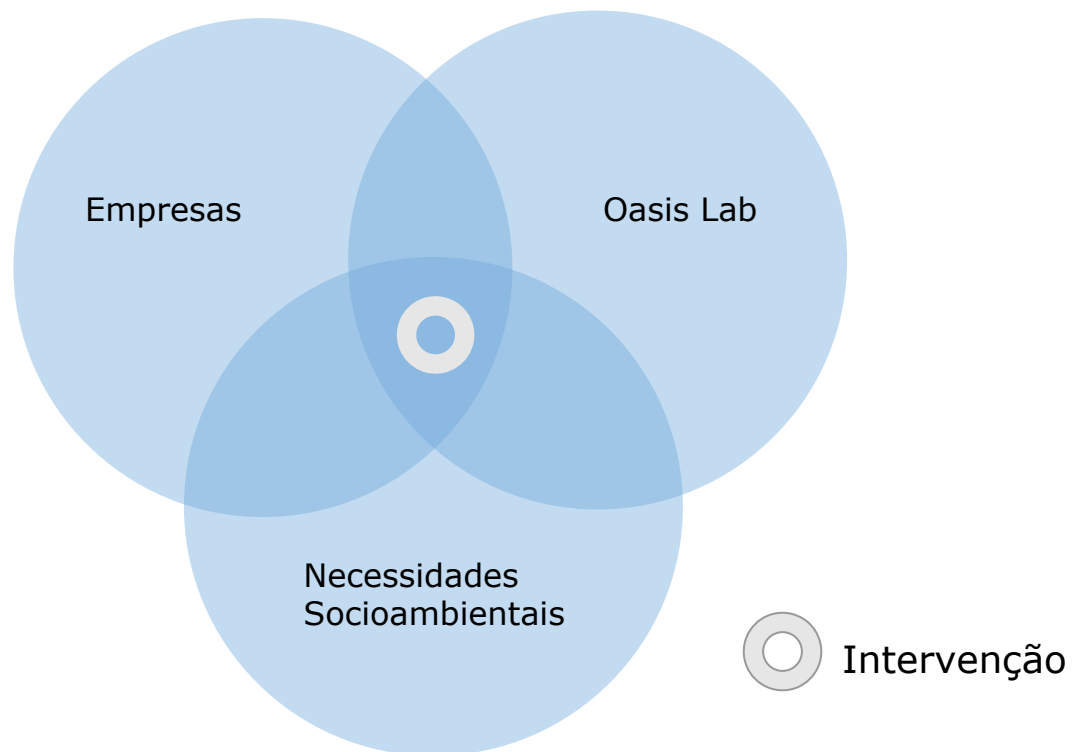 Empresas
Oasis Lab
Necessidades
Socioambientais
Intervenção